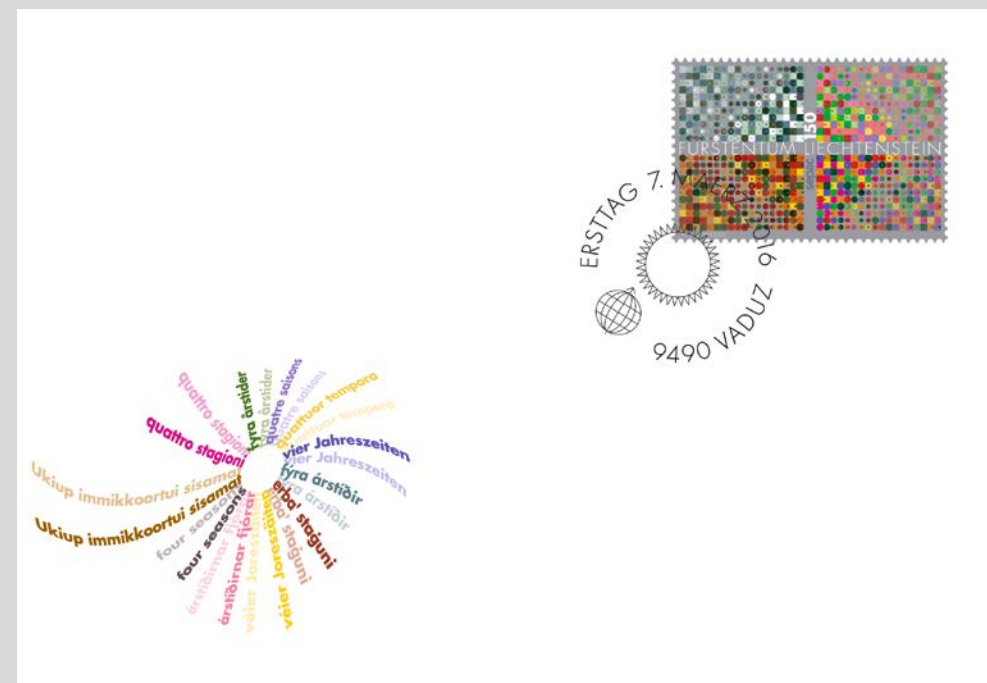 150
FÜRSTENTUM LIECHTENSTEIN
ERSTTAG 7. MAERZ 2016
9490 VADUZ
fyra årstider
fyra årstider
quatre saisons
quatre saisons
quattuor tempora
quattuor tempora
vier Jahreszeiten
vier Jahreszeiten
fýra árstíðir
fýra árstíðir
erba' staġuni
erba' staġuni
véier Joreszäiten
véier Joreszäiten
árstíðirnar fjórar
árstíðirnar fjórar
four seasons
four seasons
Ukiup immikkoortui sisamat
Ukiup immikkoortui sisamat
quattro stagioni
quattro stagioni